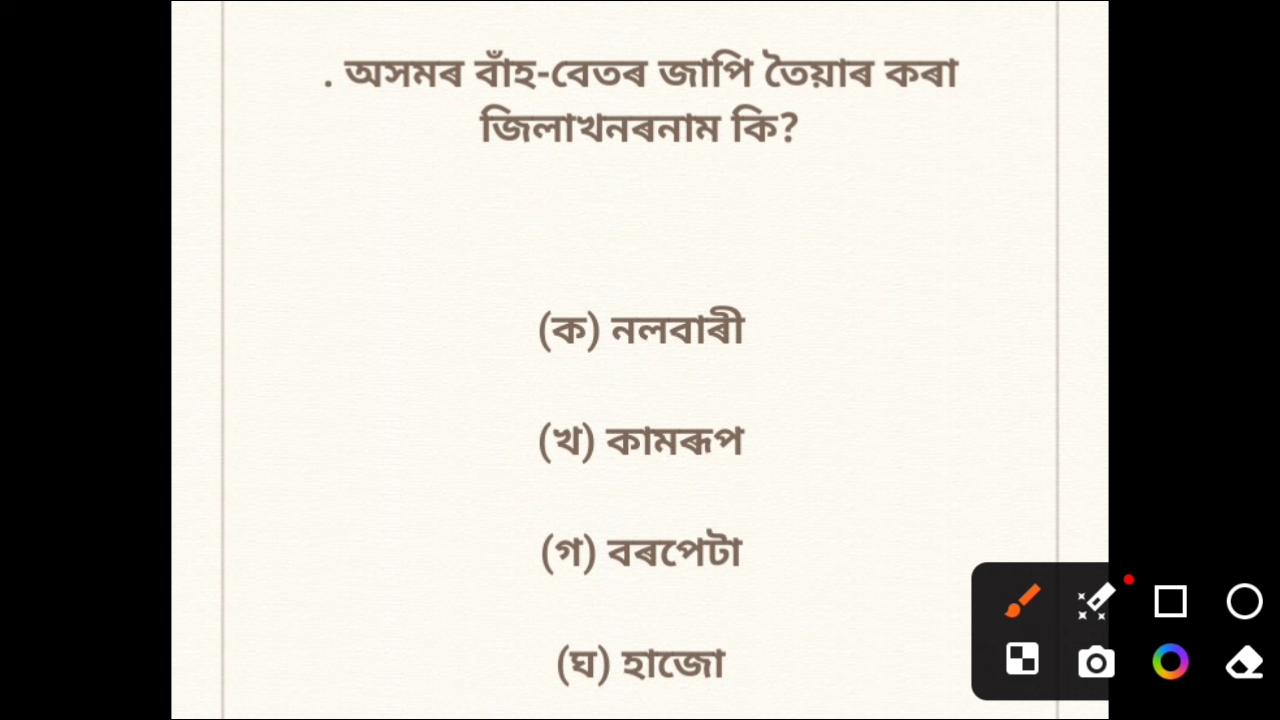 . অসমৰ বাঁহ-বেতৰ জাপি তৈয়াৰ কৰা
জিলাখনৰনাম কি?
(ক) নলবাৰী
(খ) কামৰূপ
(গ) বৰপেটা
(ঘ) হাজো